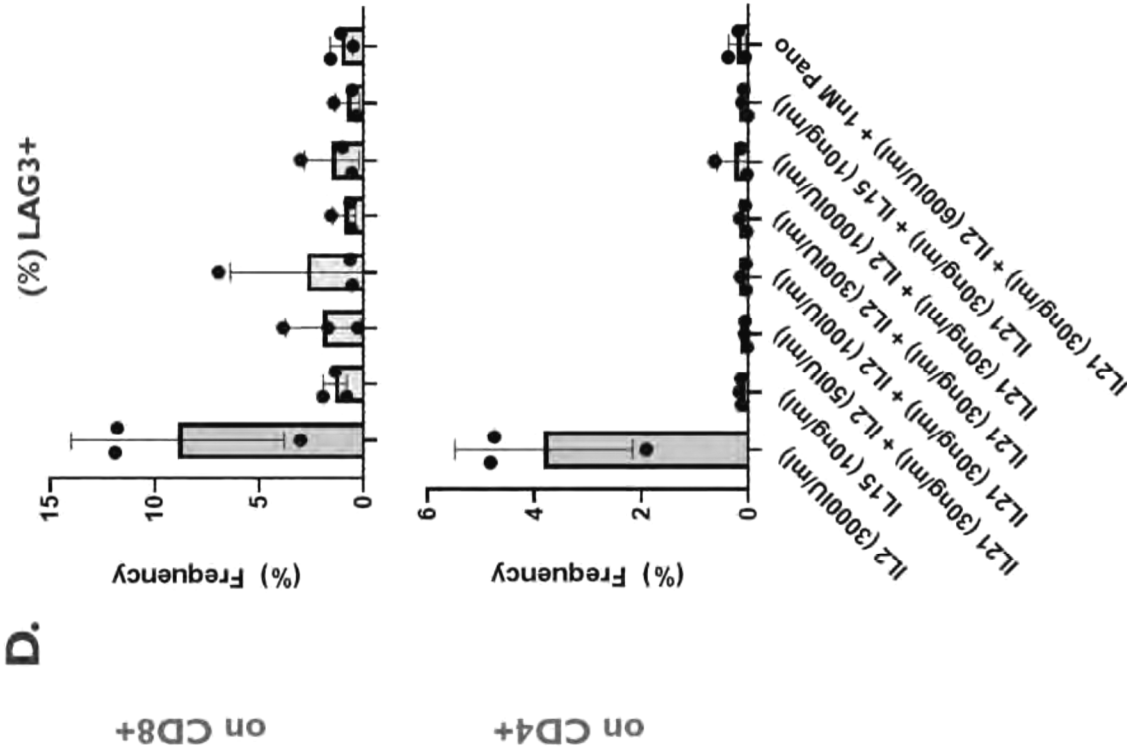 D.
(%) LAG3+
on CD8+
(%) Frequency
15
10
5
0
on CD4+
(%) Frequency
6
4
2
0
IL2 (3000IU/ml)
IL15 (10ng/ml)
IL21 (30ng/ml) + IL2 (50IU/ml)
IL21 (30ng/ml) + IL2 (100IU/ml)
IL21 (30ng/ml) + IL2 (300IU/ml)
IL21 (30ng/ml) + IL2 (1000IU/ml)
IL21 (30ng/ml) + IL15 (10ng/ml)
IL21 (30ng/ml) + IL2 (600IU/ml) + 1nM Pano